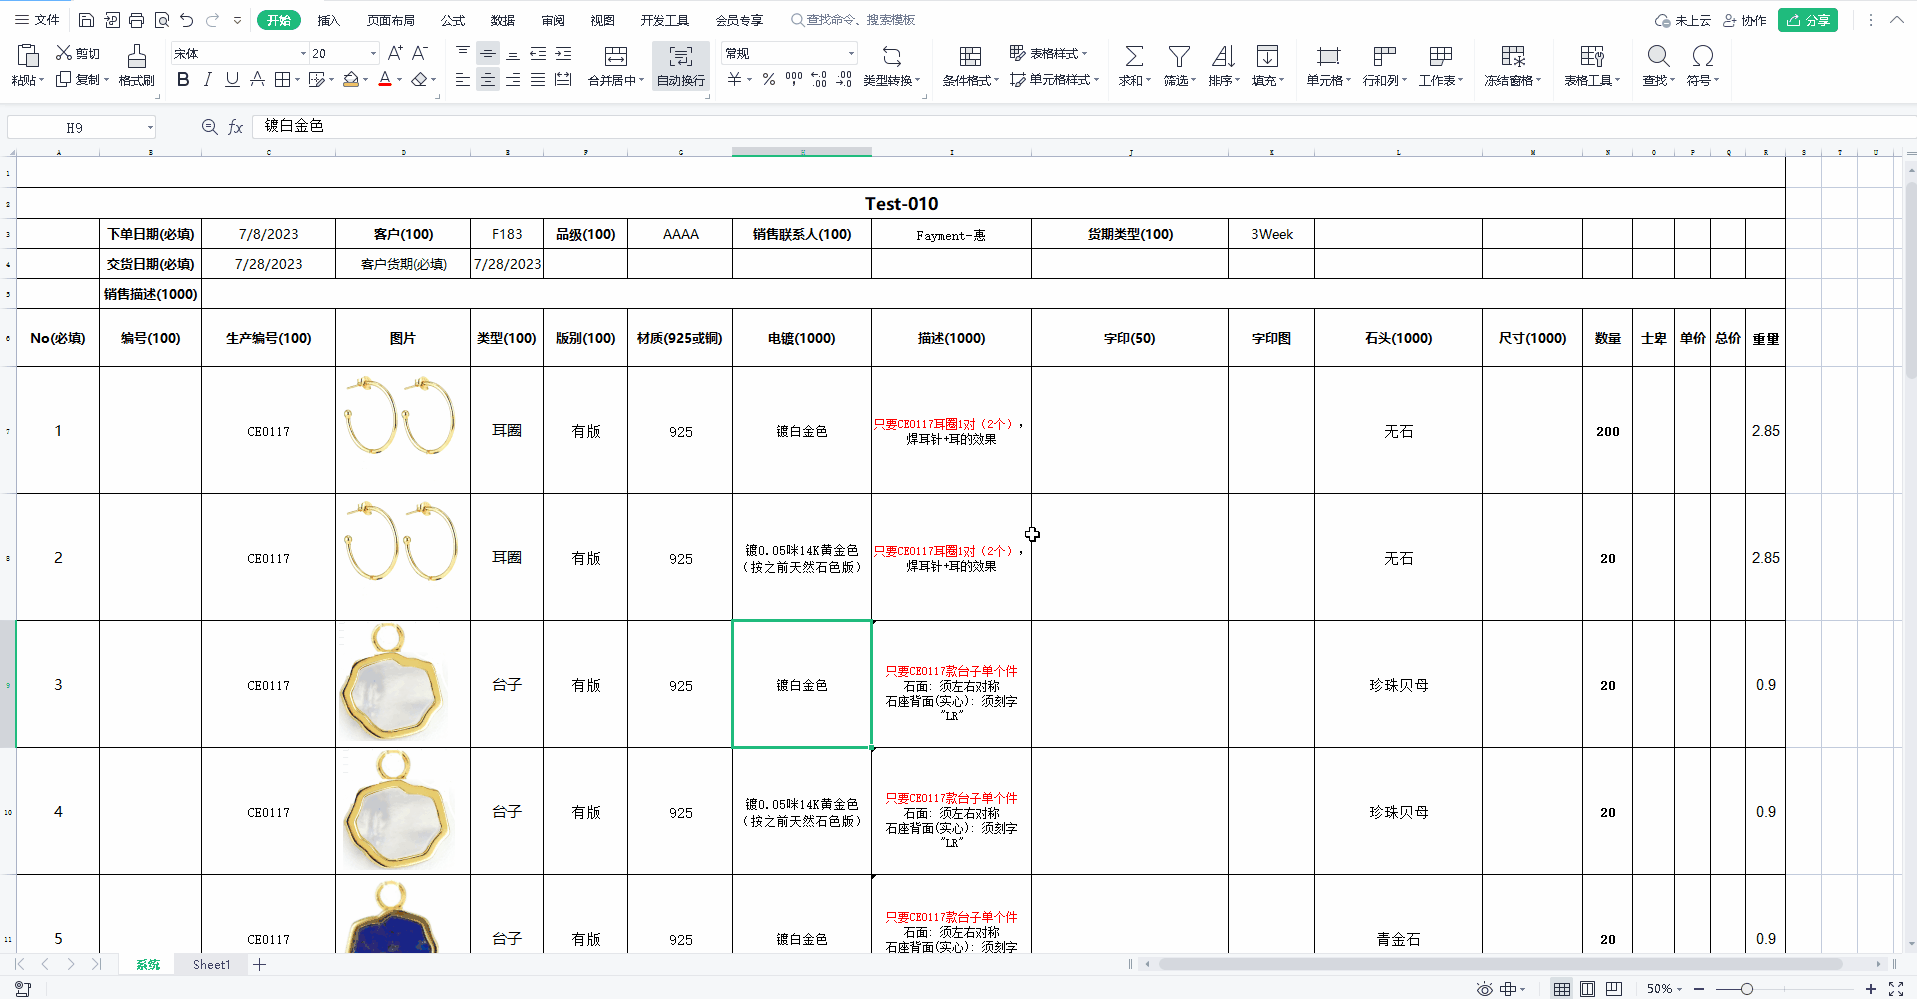 文件 开始 插入 页面布局 公式 数据 审阅 视图 开发工具 会员专享 查找命令、搜索模板 未上云 协作 分享
剪切 宋体 20 A+ A- 常规 表格样式
粘贴 复制 格式刷 B I U A 合并居中 自动换行 ￥ % 类型转换 条件格式 单元格样式 求和 筛选 排序 填充 单元格 行和列 工作表 冻结窗格 表格工具 查找 符号
H9 fx 镀白金色
A B C D E F G H I J K L M N O P Q R S T U
1
2 Test-010
3 下单日期(必填) 7/8/2023 客户(100) F183 品级(100) AAAA 销售联系人(100) Fayment-惠 货期类型(100) 3Week
4 交货日期(必填) 7/28/2023 客户货期(必填) 7/28/2023
5 销售描述(1000)
6 No(必填) 编号(100) 生产编号(100) 图片 类型(100) 版别(100) 材质(925或铜) 电镀(1000) 描述(1000) 字印(50) 字印图 石头(1000) 尺寸(1000) 数量 士卑 单价 总价 重量
只要CE0117耳圈1对（2个），
7 1 CE0117 耳圈 有版 925 镀白金色 焊耳针+耳的效果 无石 200 2.85
镀0.05咪14K黄金色 只要CE0117耳圈1对（2个），
8 2 CE0117 耳圈 有版 925 （按之前天然石色版） 焊耳针+耳的效果 无石 20 2.85
只要CE0117款台子单个件
9 3 CE0117 台子 有版 925 镀白金色 石面：须左右对称 珍珠贝母 20 0.9
石座背面(实心)：须刻字
"LR"
只要CE0117款台子单个件
镀0.05咪14K黄金色 石面：须左右对称
10 4 CE0117 台子 有版 925 （按之前天然石色版） 石座背面(实心)：须刻字 珍珠贝母 20 0.9
"LR"
只要CE0117款台子单个件
石面：须左右对称
11 5 CE0117 台子 有版 925 镀白金色 石座背面(实心)：须刻字 青金石 20 0.9
系统 Sheet1 +
50% - +